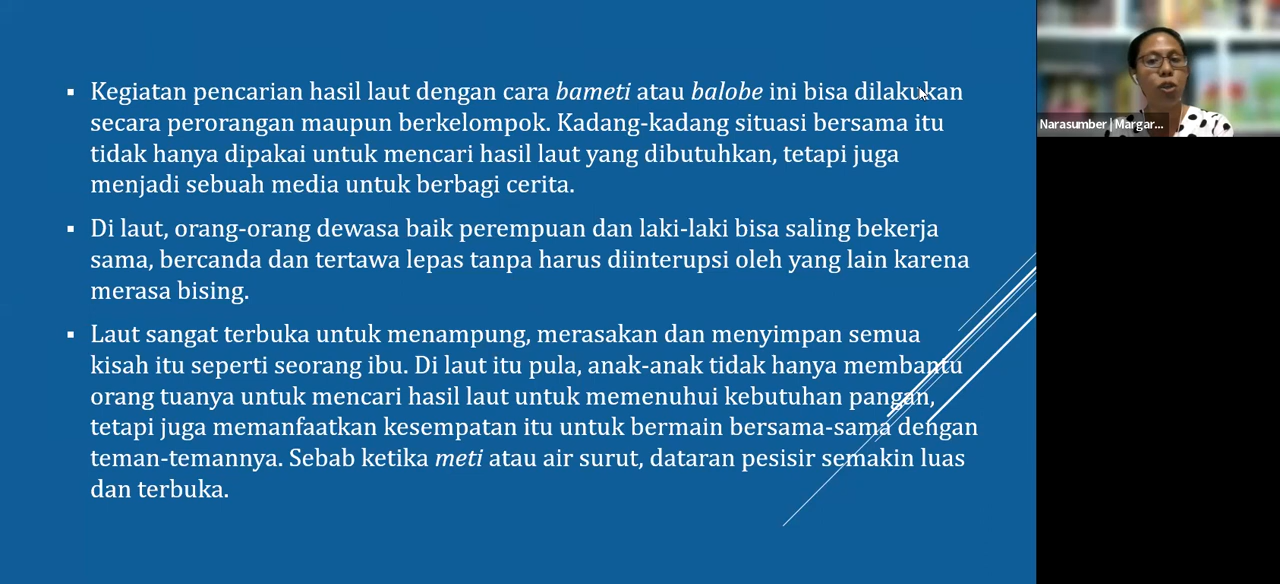 ▪ Kegiatan pencarian hasil laut dengan cara bameti atau balobe ini bisa dilakukan
secara perorangan maupun berkelompok. Kadang-kadang situasi bersama itu
tidak hanya dipakai untuk mencari hasil laut yang dibutuhkan, tetapi juga
menjadi sebuah media untuk berbagi cerita.
▪ Di laut, orang-orang dewasa baik perempuan dan laki-laki bisa saling bekerja
sama, bercanda dan tertawa lepas tanpa harus diinterupsi oleh yang lain karena
merasa bising.
▪ Laut sangat terbuka untuk menampung, merasakan dan menyimpan semua
kisah itu seperti seorang ibu. Di laut itu pula, anak-anak tidak hanya membantu
orang tuanya untuk mencari hasil laut untuk memenuhi kebutuhan pangan,
tetapi juga memanfaatkan kesempatan itu untuk bermain bersama-sama dengan
teman-temannya. Sebab ketika meti atau air surut, dataran pesisir semakin luas
dan terbuka.
Narasumber | Margar...